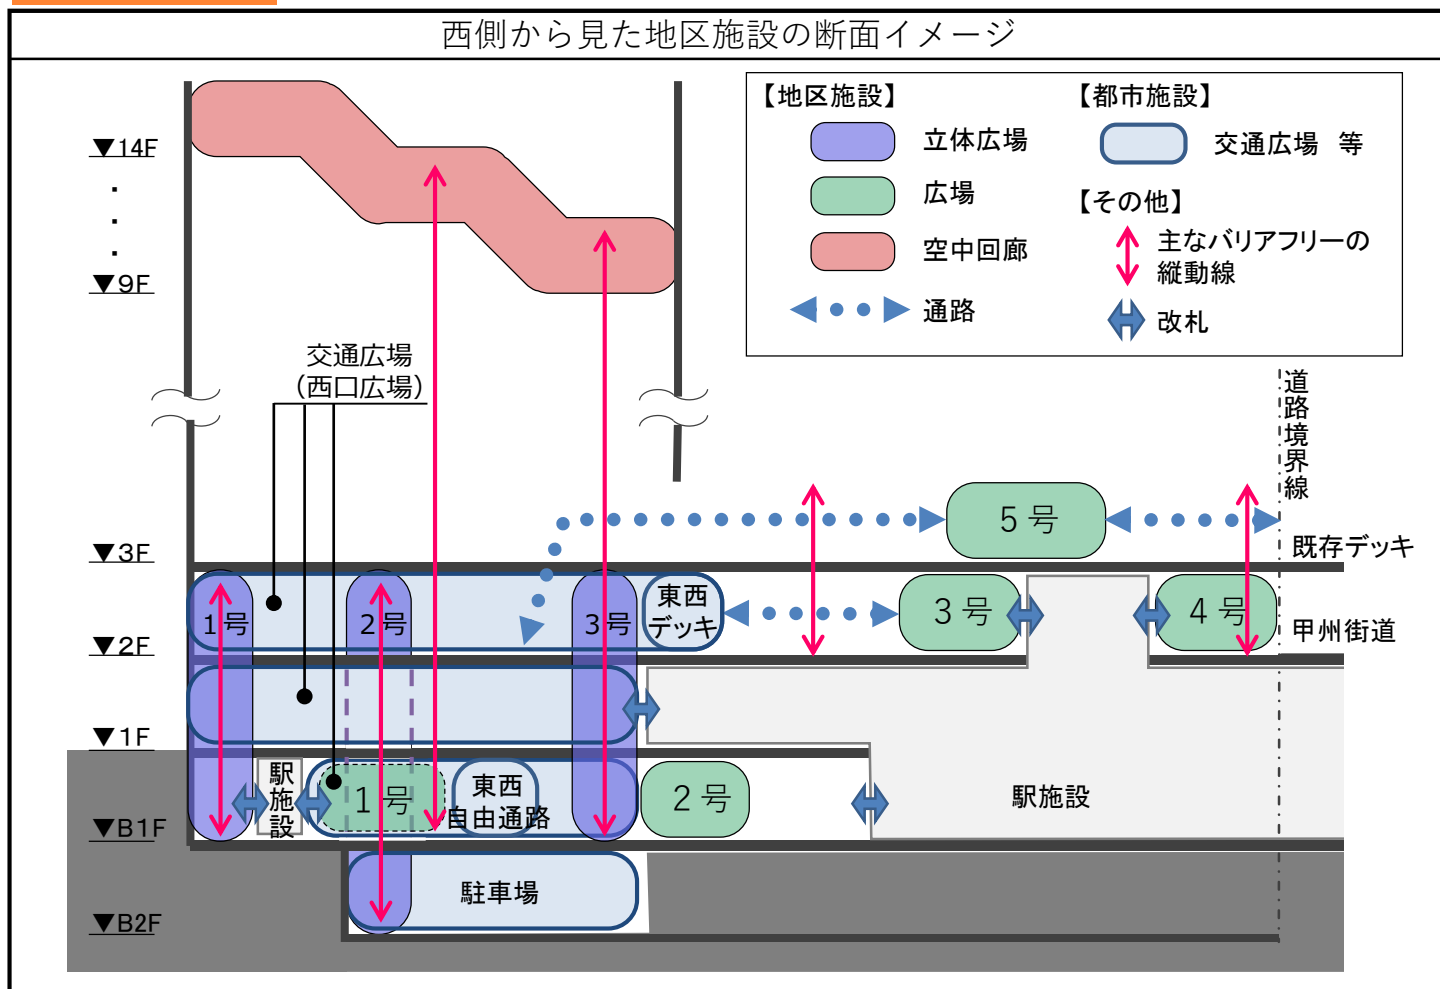 西側から見た地区施設の断面イメージ
【地区施設】
立体広場
広場
空中回廊
通路
【都市施設】
交通広場　等
【その他】
主なバリアフリーの
縦動線
改札
▼14F
・
・
・
▼9F
交通広場
(西口広場)
道路境界線
5号
▼3F
既存デッキ
1号
2号
3号
東西
デッキ
3号
4号
甲州街道
▼2F
▼1F
駅施設
1号
東西
自由通路
2号
駅施設
▼B1F
駐車場
▼B2F